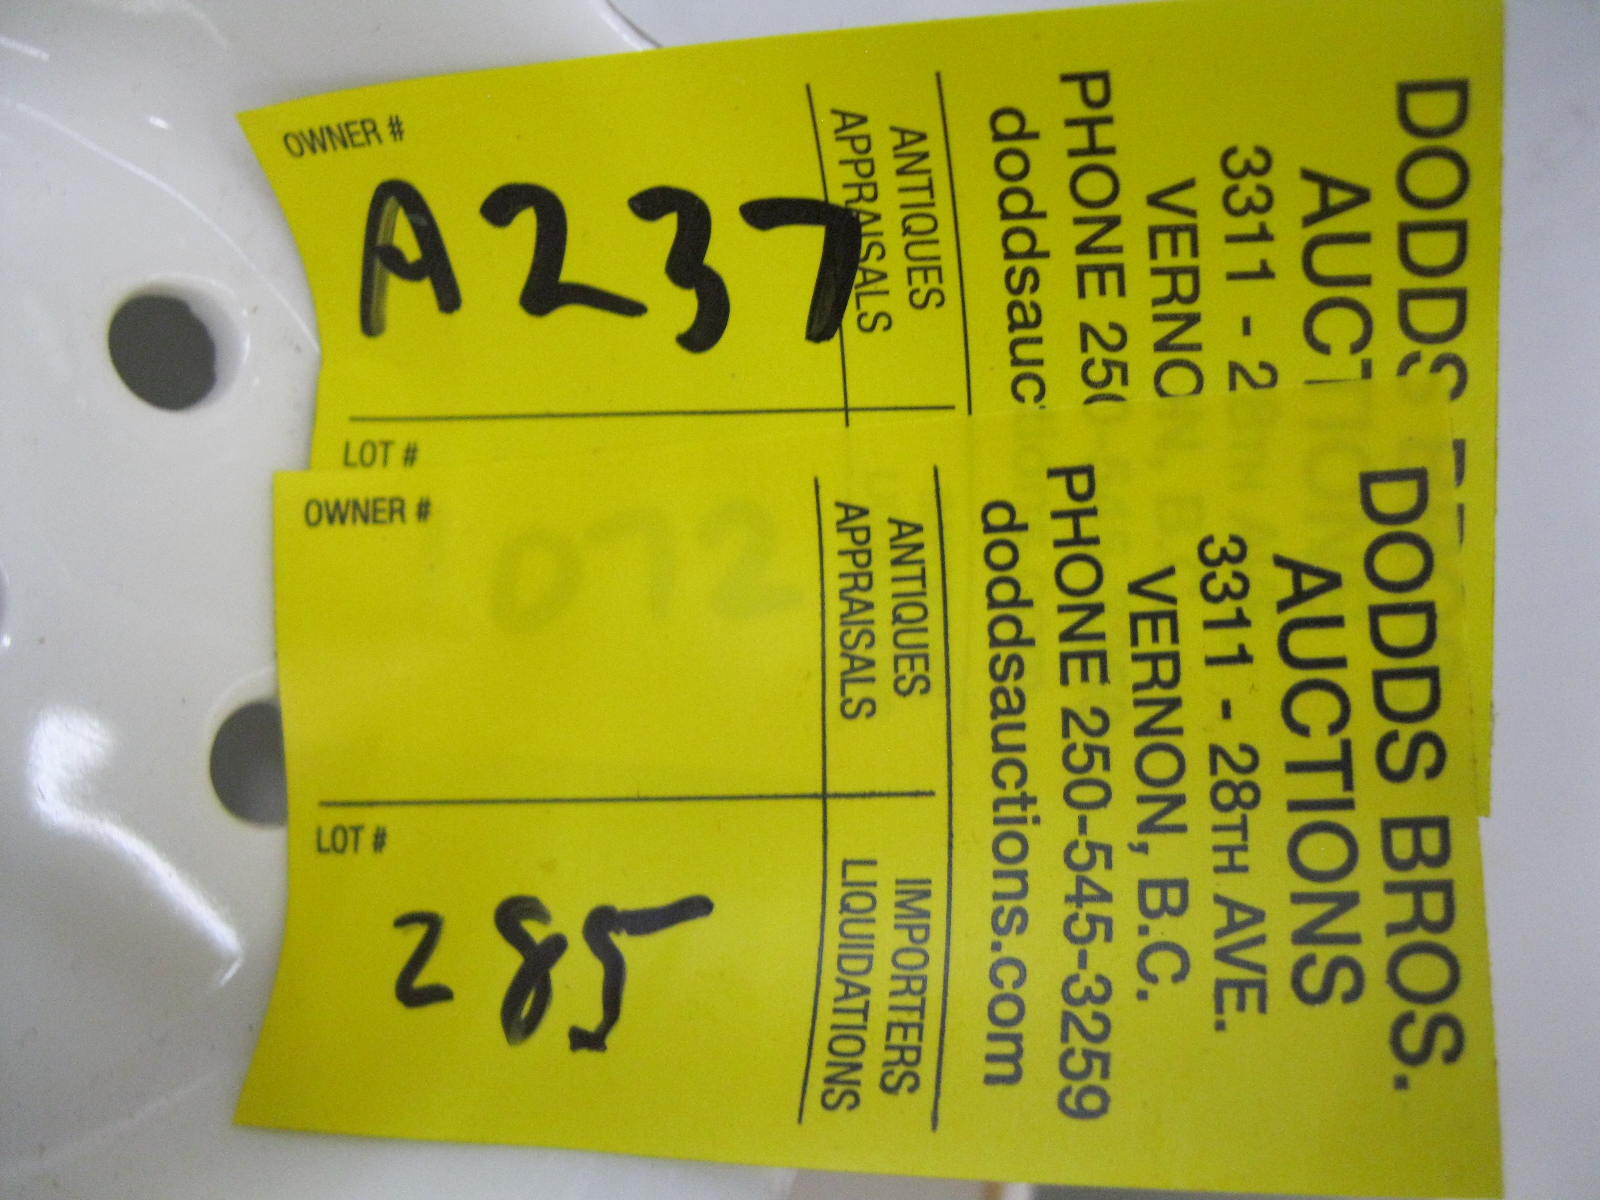 DODDS
AUCT
3311 - 2
VERNO
PHONE 250
doddsauc
ANTIQUES
APPRAISALS
OWNER #
A237
LOT #
072
DODDS BROS.
AUCTIONS
3311 - 28TH AVE.
VERNON, B.C.
PHONE 250-545-3259
doddsauctions.com
ANTIQUES
APPRAISALS
IMPORTERS
LIQUIDATIONS
OWNER #
LOT #
285